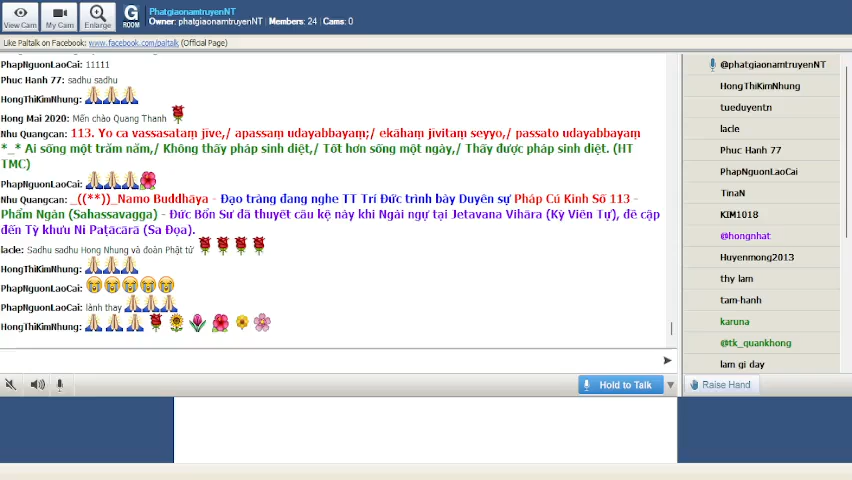 PhatgiaonamtruyenNT
Owner: phatgiaonamtruyenNT | Members: 24 | Cams: 0
View Cam
My Cam
Enlarge
G
ROOM
Like Paltalk on Facebook: www.facebook.com/paltalk (Official Page)
PhapNguonLaoCai: 11111
Phuc Hanh 77: sadhu sadhu
HongThiKimNhung:
Hong Mai 2020: Mến chào Quang Thanh
Nhu Quangcan: 113. Yo ca vassasataṃ jīve,/ apassaṃ udayabbayaṃ;/ ekāhaṃ jīvitaṃ seyyo,/ passato udayabbayaṃ
*_* Ai sống một trăm năm,/ Không thấy pháp sinh diệt,/ Tốt hơn sống một ngày,/ Thấy được pháp sinh diệt. (HT
TMC)
PhapNguonLaoCai:
Nhu Quangcan: _((**))_Namo Buddhāya - Đạo tràng đang nghe TT Trí Đức trình bày Duyên sự Pháp Cú Kinh Số 113 -
Phẩm Ngàn (Sahassavagga) - Đức Bổn Sư đã thuyết câu kệ này khi Ngài ngự tại Jetavana Vihāra (Kỳ Viên Tự), đề cập
đến Tỳ khưu Ni Paṭācārā (Sa Đọa).
lacle: Sadhu sadhu Hong Nhung và đoàn Phật tử
HongThiKimNhung:
PhapNguonLaoCai:
PhapNguonLaoCai: lành thay
HongThiKimNhung:
Hold to Talk
@phatgiaonamtruyenNT
HongThiKimNhung
tueduyentn
lacle
Phuc Hanh 77
PhapNguonLaoCai
TinaN
KIM1018
@hongnhat
Huyenmong2013
thy lam
tam-hanh
karuna
@tk_quankhong
lam gi day
Raise Hand